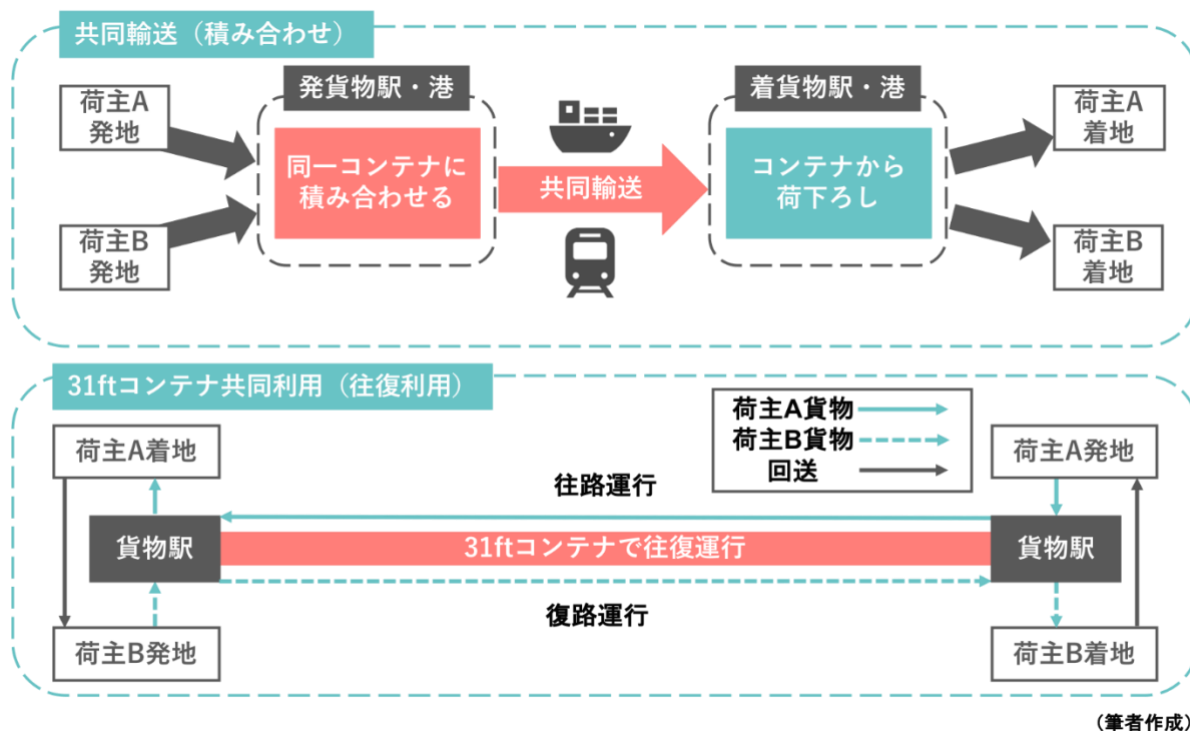 共同輸送（積み合わせ）
荷主A
発地
荷主B
発地
発貨物駅・港
同一コンテナに
積み合わせる
共同輸送
着貨物駅・港
コンテナから
荷下ろし
荷主A
着地
荷主B
着地
31ftコンテナ共同利用（往復利用）
荷主A貨物
荷主B貨物
回送
荷主A着地
荷主A発地
往路運行
貨物駅
31ftコンテナで往復運行
貨物駅
復路運行
荷主B発地
荷主B着地
（筆者作成）